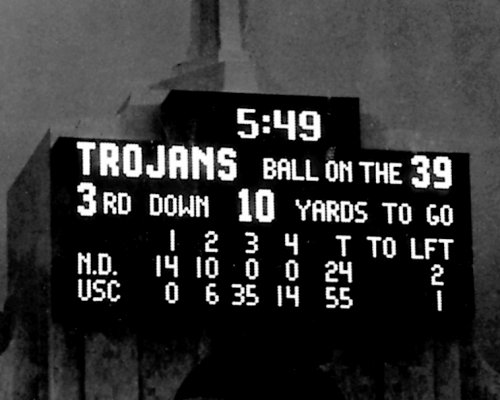 5:49
TROJANS BALL ON THE 39
3RD DOWN 10 YARDS TO GO
1 2 3 4 T TO LFT
N.D. 14 10 0 0 24 2
USC 0 6 35 14 55 1